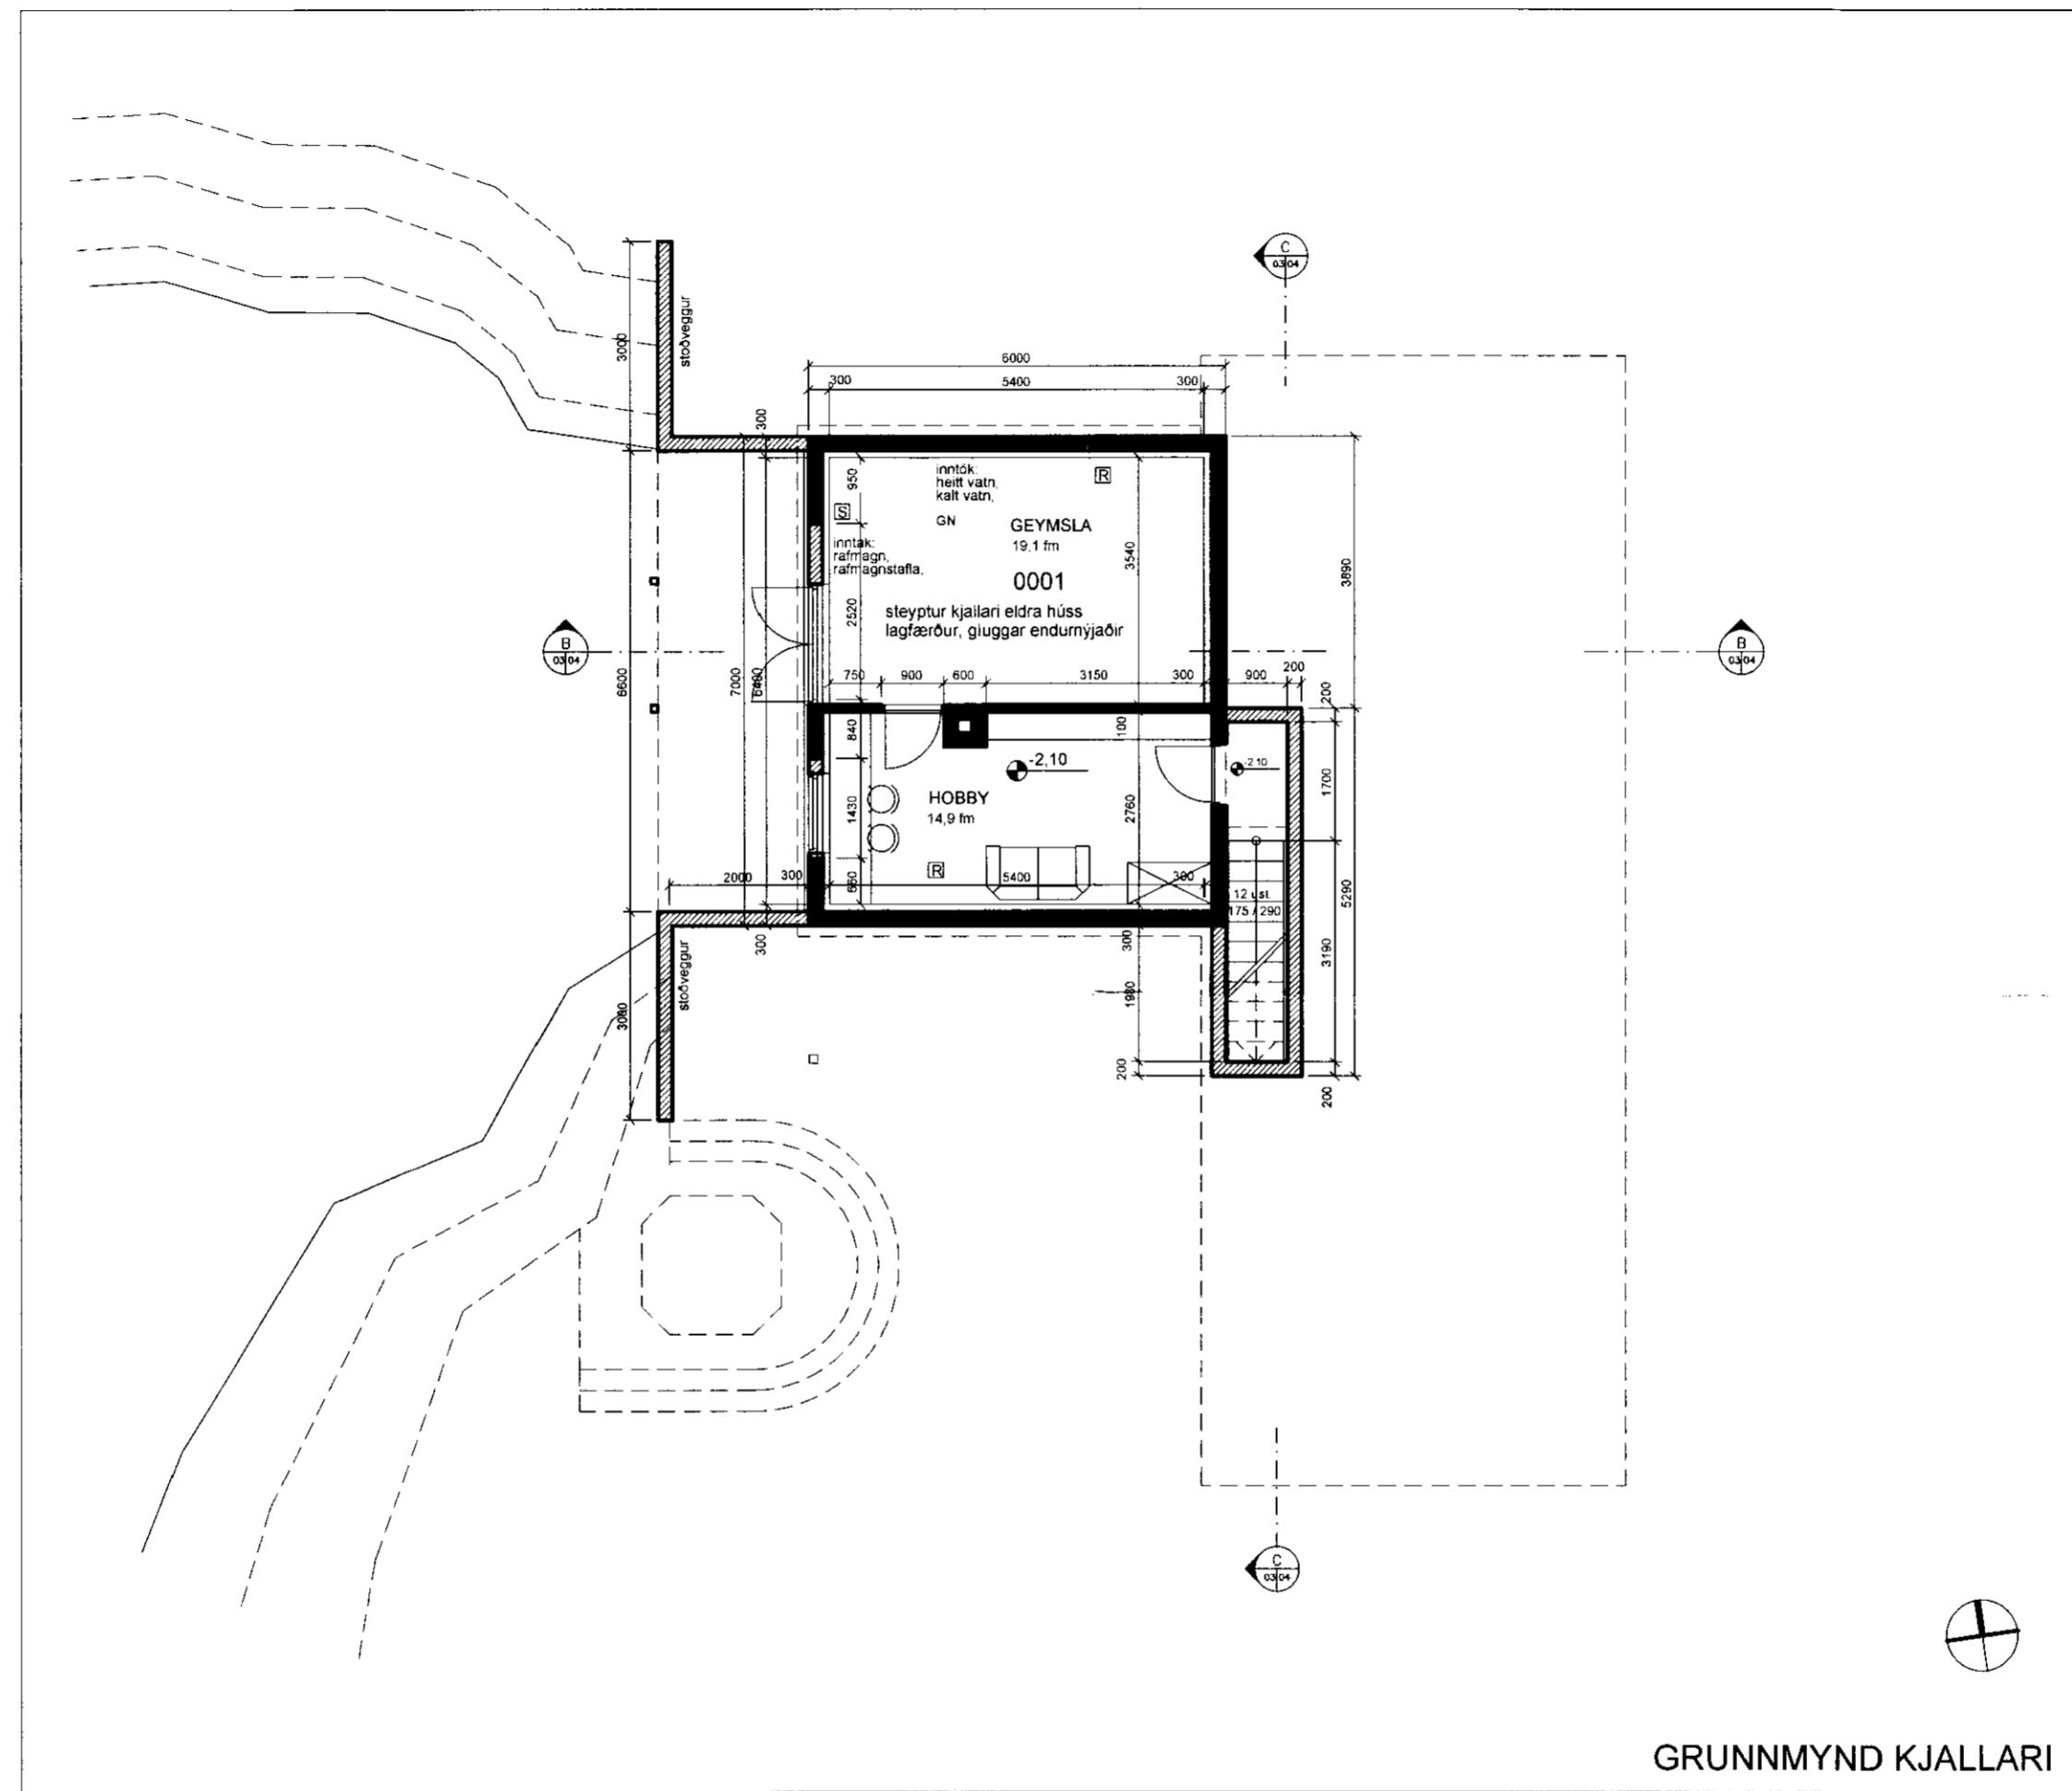 C
03 04
3000
stoðveggur
6000
300
5400
300
300
950
inntök:
heitt vatn,
kalt vatn,
GN
R
S
GEYMSLA
19,1 fm
inntak:
rafmagn,
rafmagnstafla.
0001
3540
3890
2520
steyptur kjallari eldra húss
lagfærður, gluggar endurnýjaðir
B
03 04
B
03 04
6600
7000
6400
750
900
600
3150
300
900
200
200
840
100
-2,10
-2,10
1700
HOBBY
14,9 fm
1430
2760
R
660
2000
300
5400
300
12 ust.
175 / 290
5290
300
300
3190
stoðveggur
3000
1980
200
200
C
03 04
GRUNNMYND KJALLARI